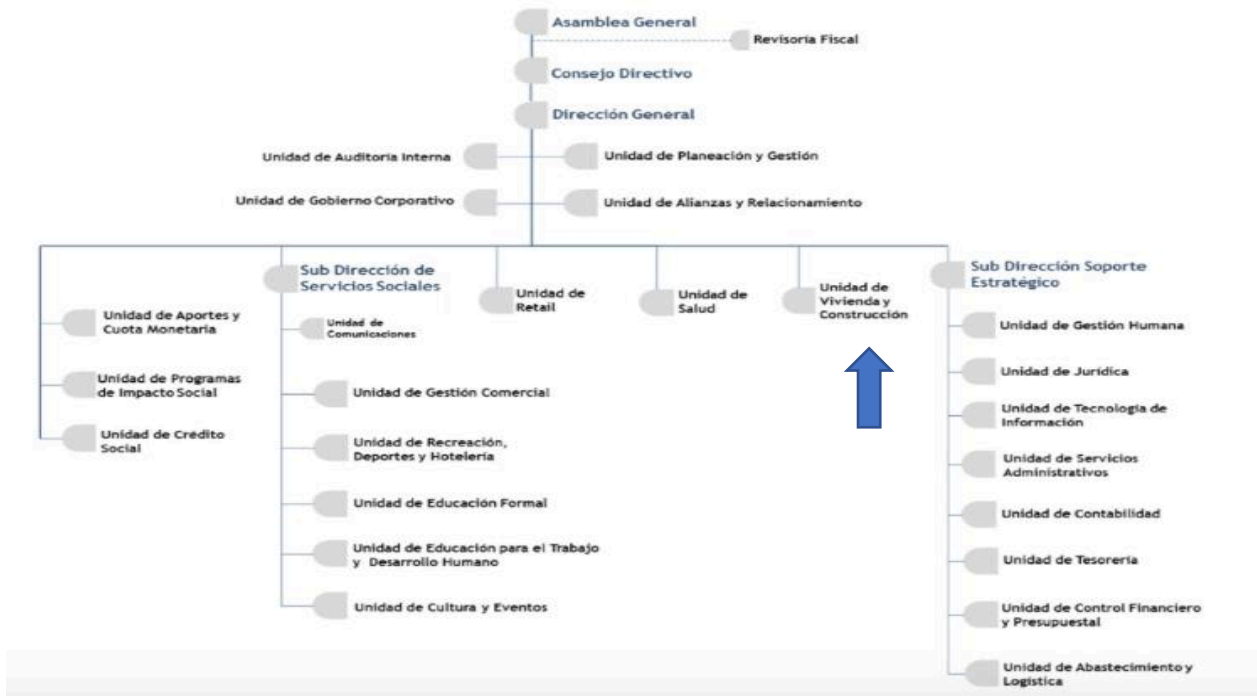 Asamblea General
Revisoría Fiscal
Consejo Directivo
Dirección General
Unidad de Auditoría Interna
Unidad de Planeación y Gestión
Unidad de Gobierno Corporativo
Unidad de Alianzas y Relacionamiento
Unidad de Aportes y
Cuota Monetaria
Unidad de Programas
de Impacto Social
Unidad de Crédito
Social
Sub Dirección de
Servicios Sociales
Unidad de
Comunicaciones
Unidad de Gestión Comercial
Unidad de Recreación,
Deportes y Hotelería
Unidad de Educación Formal
Unidad de Educación para el Trabajo
y Desarrollo Humano
Unidad de Cultura y Eventos
Unidad de
Retail
Unidad de
Salud
Unidad de
Vivienda y
Construcción
Sub Dirección Soporte
Estratégico
Unidad de Gestión Humana
Unidad de Jurídica
Unidad de Tecnología de
Información
Unidad de Servicios
Administrativos
Unidad de Contabilidad
Unidad de Tesorería
Unidad de Control Financiero
y Presupuestal
Unidad de Abastecimiento y
Logística